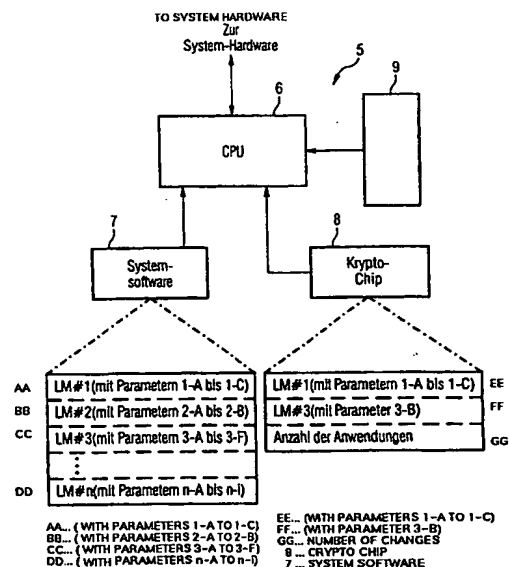 TO SYSTEM HARDWARE
Zur
System-Hardware
5
6
9
CPU
7
8
System-
software
Krypto-
Chip
AA
LM#1(mit Parametern 1-A bis 1-C)
BB
LM#2(mit Parametern 2-A bis 2-B)
CC
LM#3(mit Parametern 3-A bis 3-F)
DD
LM#n(mit Parametern n-A bis n-I)
LM#1(mit Parametern 1-A bis 1-C)
EE
LM#3(mit Parameter 3-B)
FF
Anzahl der Anwendungen
GG
AA... ( WITH PARAMETERS 1-A TO 1-C)
BB... ( WITH PARAMETERS 2-A TO 2-B)
CC... ( WITH PARAMETERS 3-A TO 3-F)
DD... ( WITH PARAMETERS n-A TO n-I)
EE... (WITH PARAMETERS 1-A TO 1-C)
FF... (WITH PARAMETER 3-B)
GG... NUMBER OF CHANGES
8 ... CRYPTO CHIP
7 ... SYSTEM SOFTWARE